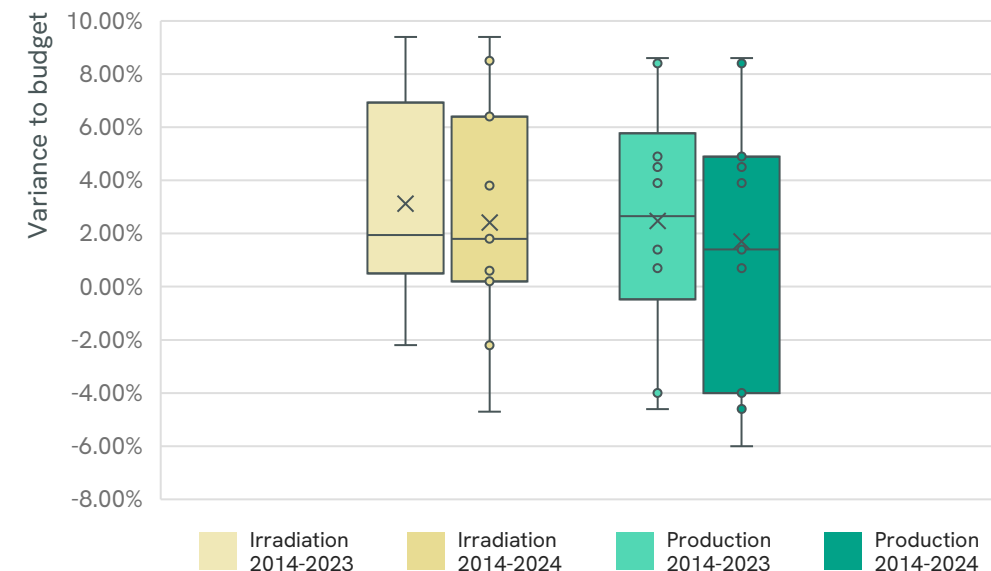 Variance to budget
10.00%
8.00%
6.00%
4.00%
2.00%
0.00%
-2.00%
-4.00%
-6.00%
-8.00%
Irradiation
2014-2023
Irradiation
2014-2024
Production
2014-2023
Production
2014-2024